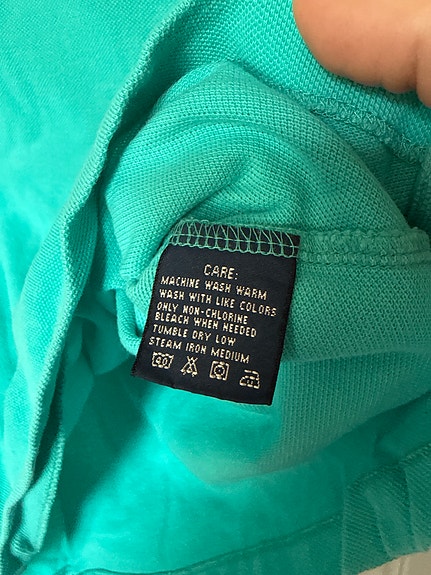 CARE:
MACHINE WASH WARM
WASH WITH LIKE COLORS
ONLY NON-CHLORINE
BLEACH WHEN NEEDED
TUMBLE DRY LOW
STEAM IRON MEDIUM
40